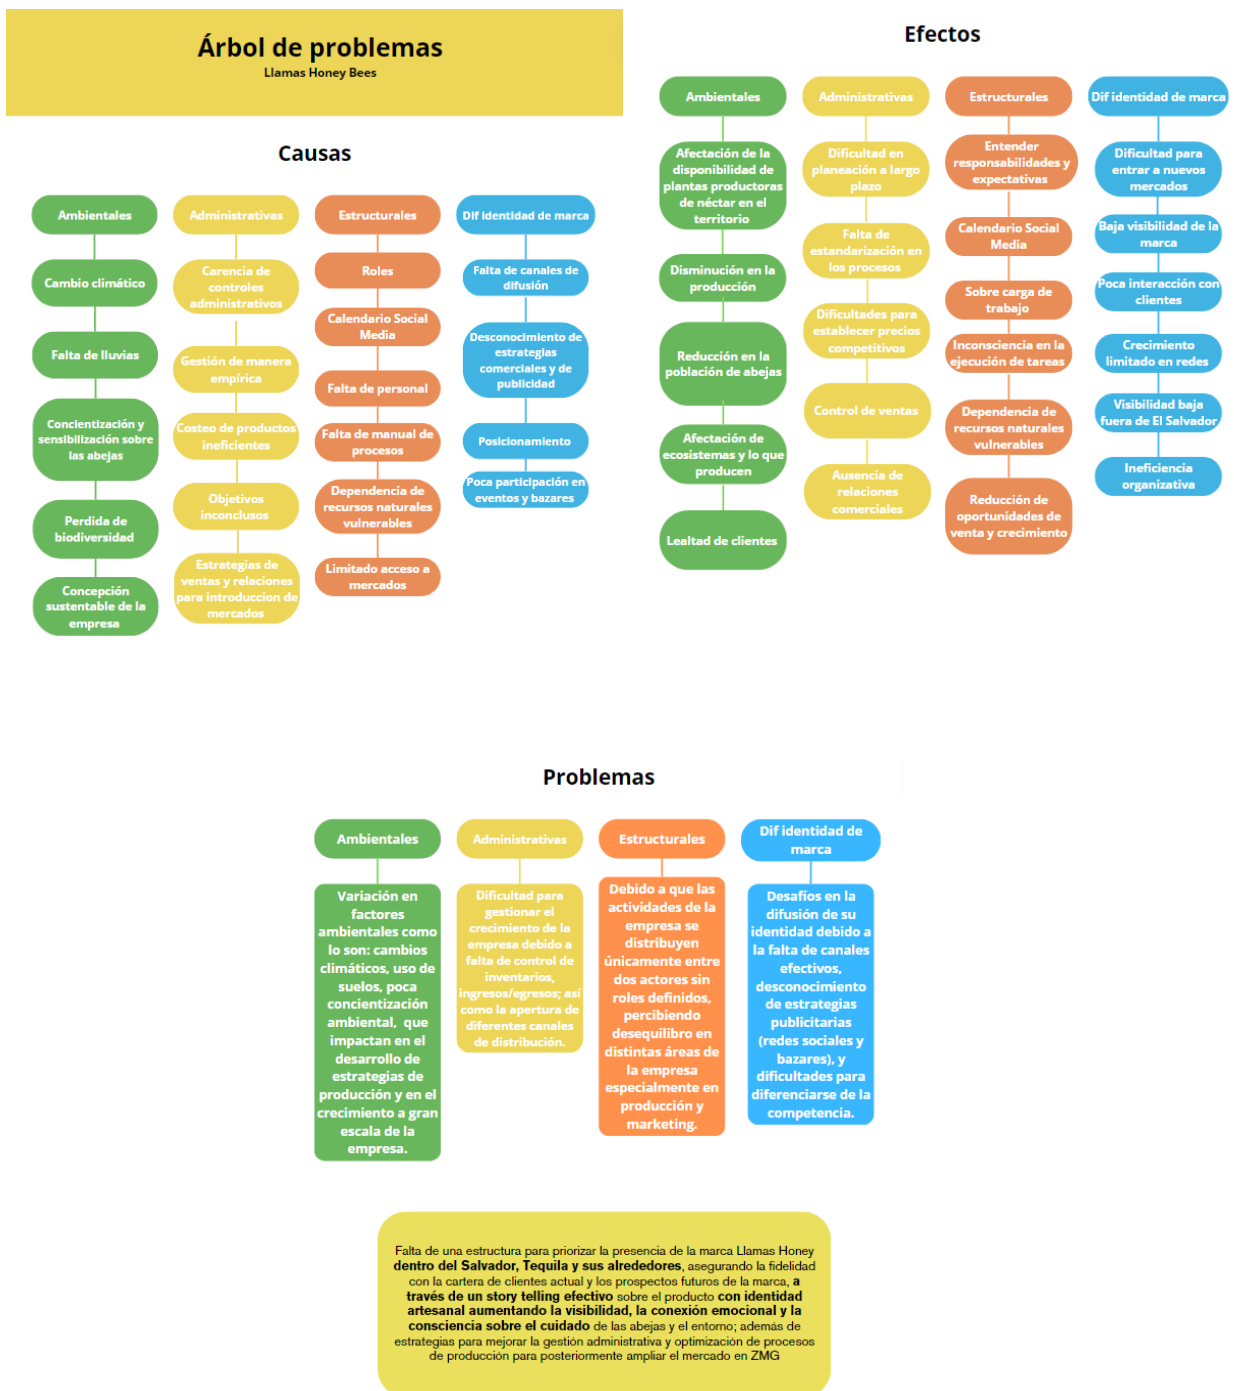 Árbol de problemas
Llamas Honey Bees
Causas
Ambientales
Cambio climático
Falta de lluvias
Concientización y
sensibilización sobre
las abejas
Perdida de
biodiversidad
Concepción
sustentable de la
empresa
Administrativas
Carencia de
controles
administrativos
Gestión de manera
empírica
Costeo de productos
ineficientes
Objetivos
inconclusos
Estrategias de
ventas y relaciones
para introduccion de
mercados
Estructurales
Roles
Calendario Social
Media
Falta de personal
Falta de manual de
procesos
Dependencia de
recursos naturales
vulnerables
Limitado acceso a
mercados
Dif identidad de marca
Falta de canales de
difusión
Desconocimiento de
estrategias
comerciales y de
publicidad
Posicionamiento
Poca participación en
eventos y bazares
Efectos
Ambientales
Afectación de la
disponibilidad de
plantas productoras
de néctar en el
territorio
Disminución en la
producción
Reducción en la
población de abejas
Afectación de
ecosistemas y lo que
producen
Lealtad de clientes
Administrativas
Dificultad en
planeación a largo
plazo
Falta de
estandarización en
los procesos
Dificultades para
establecer precios
competitivos
Control de ventas
Ausencia de
relaciones
comerciales
Estructurales
Entender
responsabilidades y
expectativas
Calendario Social
Media
Sobre carga de
trabajo
Inconsciencia en la
ejecución de tareas
Dependencia de
recursos naturales
vulnerables
Reducción de
oportunidades de
venta y crecimiento
Dif identidad de marca
Dificultad para
entrar a nuevos
mercados
Baja visibilidad de la
marca
Poca interacción con
clientes
Crecimiento
limitado en redes
Visibilidad baja
fuera de El Salvador
Ineficiencia
organizativa
Problemas
Ambientales
Variación en
factores
ambientales como
lo son: cambios
climáticos, uso de
suelos, poca
concientización
ambiental, que
impactan en el
desarrollo de
estrategias de
producción y en el
crecimiento a gran
escala de la
empresa.
Administrativas
Dificultad para
gestionar el
crecimiento de la
empresa debido a
falta de control de
inventarios,
ingresos/egresos; así
como la apertura de
diferentes canales
de distribución.
Estructurales
Debido a que las
actividades de la
empresa se
distribuyen
únicamente entre
dos actores sin
roles definidos,
percibiendo
desequilibro en
distintas áreas de
la empresa
especialmente en
producción y
marketing.
Dif identidad de
marca
Desafíos en la
difusión de su
identidad debido a
la falta de canales
efectivos,
desconocimiento
de estrategias
publicitarias
(redes sociales y
bazares), y
dificultades para
diferenciarse de la
competencia.
Falta de una estructura para priorizar la presencia de la marca Llamas Honey
dentro del Salvador, Tequila y sus alrededores, asegurando la fidelidad
con la cartera de clientes actual y los prospectos futuros de la marca, a
través de un story telling efectivo sobre el producto con identidad
artesanal aumentando la visibilidad, la conexión emocional y la
consciencia sobre el cuidado de las abejas y el entorno; además de
estrategias para mejorar la gestión administrativa y optimización de procesos
de producción para posteriormente ampliar el mercado en ZMG